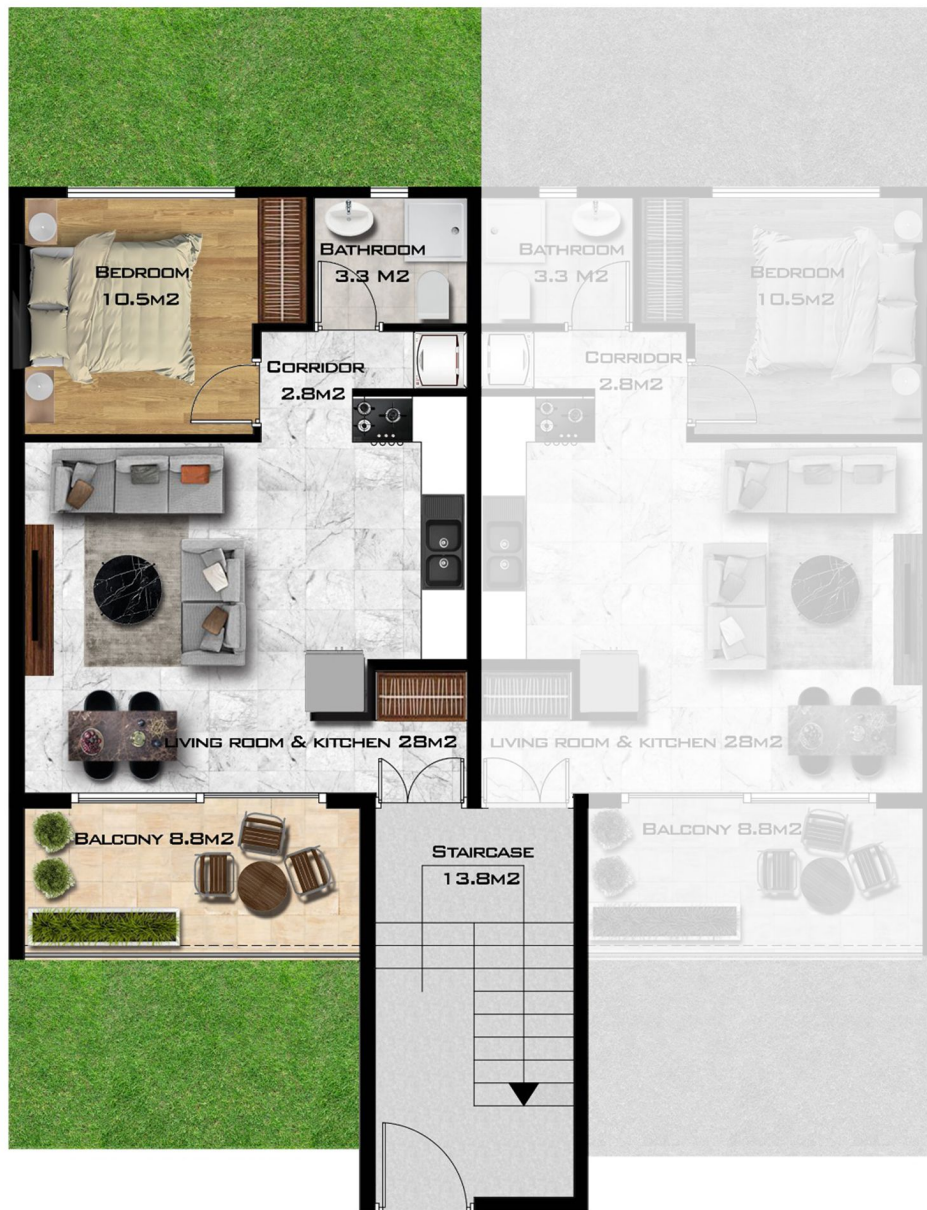 Bedroom
10.5m2
Bathroom
3.3 m2
Bathroom
3.3 m2
Bedroom
10.5m2
Corridor
2.8m2
Corridor
2.8m2
living room & kitchen 28m2
living room & kitchen 28m2
Balcony 8.8m2
Staircase
13.8m2
Balcony 8.8m2